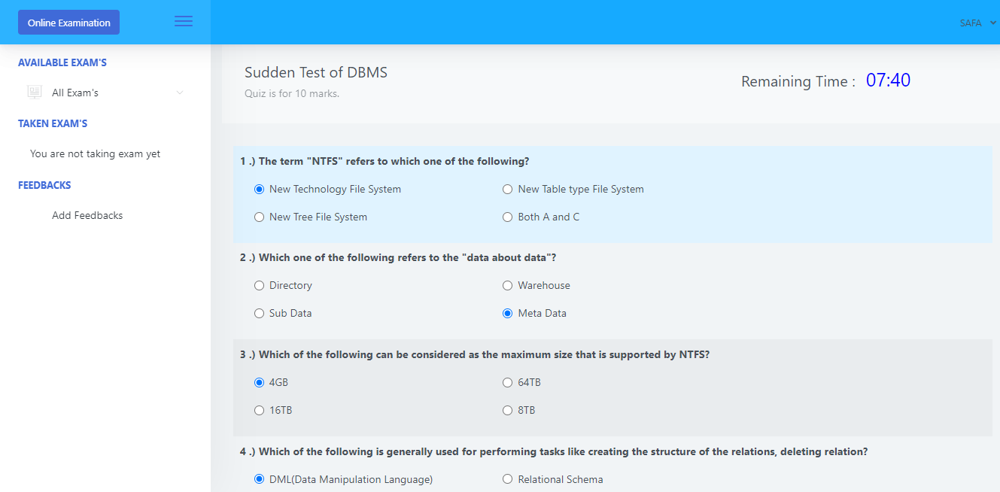 Online Examination
SAFA
AVAILABLE EXAM'S
All Exam's
TAKEN EXAM'S
You are not taking exam yet
FEEDBACKS
Add Feedbacks
Sudden Test of DBMS
Quiz is for 10 marks.
Remaining Time : 07:40
1 .) The term "NTFS" refers to which one of the following?
New Technology File System New Table type File System
New Tree File System Both A and C
2 .) Which one of the following refers to the "data about data"?
Directory Warehouse
Sub Data Meta Data
3 .) Which of the following can be considered as the maximum size that is supported by NTFS?
4GB 64TB
16TB 8TB
4 .) Which of the following is generally used for performing tasks like creating the structure of the relations, deleting relation?
DML(Data Manipulation Language) Relational Schema